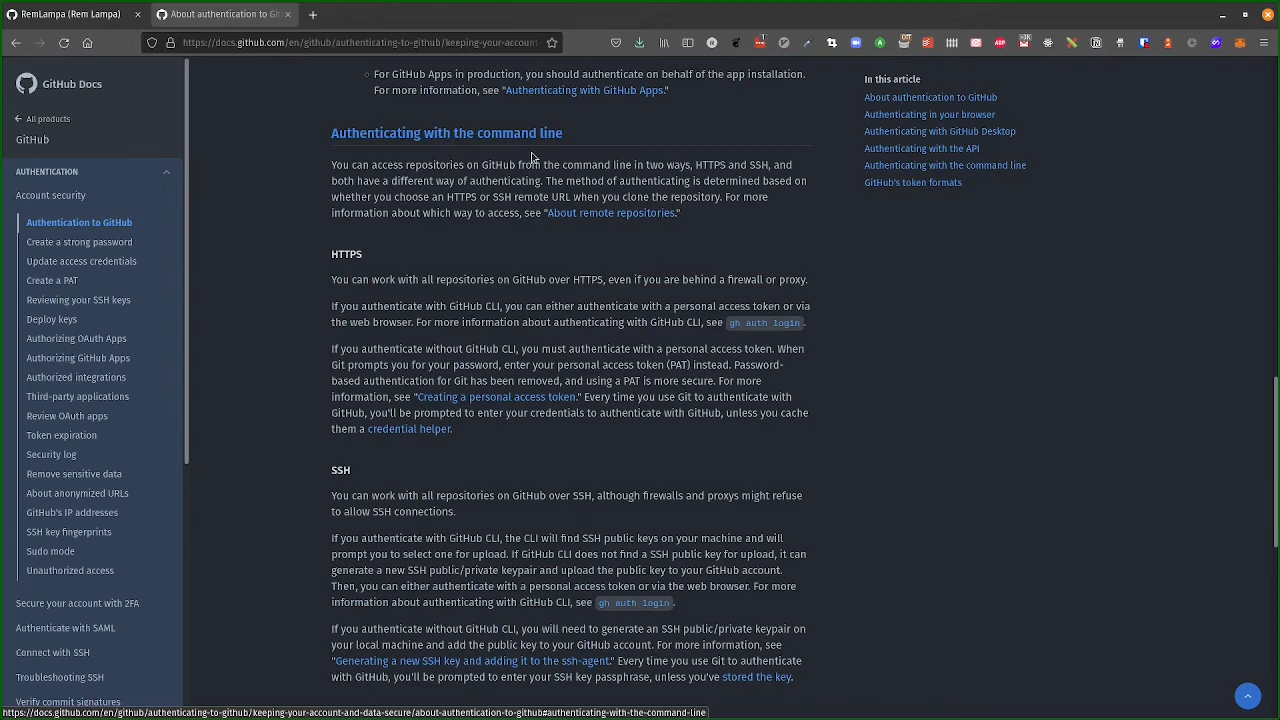 RemLampa (Rem Lampa)
About authentication to Git
https://docs.github.com/en/github/authenticating-to-github/keeping-your-account
GitHub Docs
All products
GitHub
AUTHENTICATION
Account security
Authentication to GitHub
Create a strong password
Update access credentials
Create a PAT
Reviewing your SSH keys
Deploy keys
Authorizing OAuth Apps
Authorizing GitHub Apps
Authorized integrations
Third-party applications
Review OAuth apps
Token expiration
Security log
Remove sensitive data
About anonymized URLs
GitHub's IP addresses
SSH key fingerprints
Sudo mode
Unauthorized access
Secure your account with 2FA
Authenticate with SAML
Connect with SSH
Troubleshooting SSH
Verify commit signatures
For GitHub Apps in production, you should authenticate on behalf of the app installation.
For more information, see "Authenticating with GitHub Apps."
Authenticating with the command line
You can access repositories on GitHub from the command line in two ways, HTTPS and SSH, and
both have a different way of authenticating. The method of authenticating is determined based on
whether you choose an HTTPS or SSH remote URL when you clone the repository. For more
information about which way to access, see "About remote repositories."
HTTPS
You can work with all repositories on GitHub over HTTPS, even if you are behind a firewall or proxy.
If you authenticate with GitHub CLI, you can either authenticate with a personal access token or via
the web browser. For more information about authenticating with GitHub CLI, see gh auth login.
If you authenticate without GitHub CLI, you must authenticate with a personal access token. When
Git prompts you for your password, enter your personal access token (PAT) instead. Password-
based authentication for Git has been removed, and using a PAT is more secure. For more
information, see "Creating a personal access token." Every time you use Git to authenticate with
GitHub, you'll be prompted to enter your credentials to authenticate with GitHub, unless you cache
them a credential helper.
SSH
You can work with all repositories on GitHub over SSH, although firewalls and proxys might refuse
to allow SSH connections.
If you authenticate with GitHub CLI, the CLI will find SSH public keys on your machine and will
prompt you to select one for upload. If GitHub CLI does not find a SSH public key for upload, it can
generate a new SSH public/private keypair and upload the public key to your GitHub account.
Then, you can either authenticate with a personal access token or via the web browser. For more
information about authenticating with GitHub CLI, see gh auth login.
If you authenticate without GitHub CLI, you will need to generate an SSH public/private keypair on
your local machine and add the public key to your GitHub account. For more information, see
"Generating a new SSH key and adding it to the ssh-agent." Every time you use Git to authenticate
with GitHub, you'll be prompted to enter your SSH key passphrase, unless you've stored the key.
In this article
About authentication to GitHub
Authenticating in your browser
Authenticating with GitHub Desktop
Authenticating with the API
Authenticating with the command line
GitHub's token formats
https://docs.github.com/en/github/authenticating-to-github/keeping-your-account-and-data-secure/about-authentication-to-github#authenticating-with-the-command-line